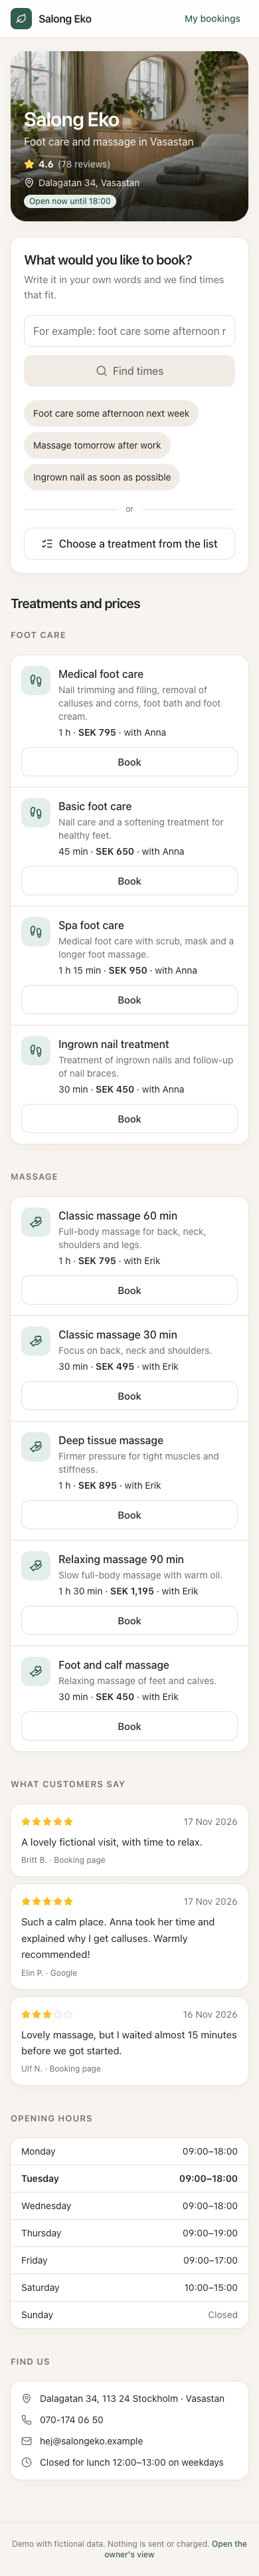 Salong Eko
My bookings
Salong Eko
Foot care and massage in Vasastan
4.6 (78 reviews)
Dalagatan 34, Vasastan
Open now until 18:00
What would you like to book?
Write it in your own words and we find times
that fit.
For example: foot care some afternoon r
Find times
Foot care some afternoon next week
Massage tomorrow after work
Ingrown nail as soon as possible
or
Choose a treatment from the list
Treatments and prices
FOOT CARE
Medical foot care
Nail trimming and filing, removal of
calluses and corns, foot bath and foot
cream.
1 h · SEK 795 · with Anna
Book
Basic foot care
Nail care and a softening treatment for
healthy feet.
45 min · SEK 650 · with Anna
Book
Spa foot care
Medical foot care with scrub, mask and a
longer foot massage.
1 h 15 min · SEK 950 · with Anna
Book
Ingrown nail treatment
Treatment of ingrown nails and follow-up
of nail braces.
30 min · SEK 450 · with Anna
Book
MASSAGE
Classic massage 60 min
Full-body massage for back, neck,
shoulders and legs.
1 h · SEK 795 · with Erik
Book
Classic massage 30 min
Focus on back, neck and shoulders.
30 min · SEK 495 · with Erik
Book
Deep tissue massage
Firmer pressure for tight muscles and
stiffness.
1 h · SEK 895 · with Erik
Book
Relaxing massage 90 min
Slow full-body massage with warm oil.
1 h 30 min · SEK 1,195 · with Erik
Book
Foot and calf massage
Relaxing massage of feet and calves.
30 min · SEK 450 · with Erik
Book
WHAT CUSTOMERS SAY
17 Nov 2026
A lovely fictional visit, with time to relax.
Britt B. · Booking page
17 Nov 2026
Such a calm place. Anna took her time and
explained why I get calluses. Warmly
recommended!
Elin P. · Google
16 Nov 2026
Lovely massage, but I waited almost 15 minutes
before we got started.
Ulf N. · Booking page
OPENING HOURS
Monday 09:00–18:00
Tuesday 09:00–18:00
Wednesday 09:00–18:00
Thursday 09:00–19:00
Friday 09:00–17:00
Saturday 10:00–15:00
Sunday Closed
FIND US
Dalagatan 34, 113 24 Stockholm · Vasastan
070-174 06 50
hej@salongeko.example
Closed for lunch 12:00–13:00 on weekdays
Demo with fictional data. Nothing is sent or charged. Open the
owner's view